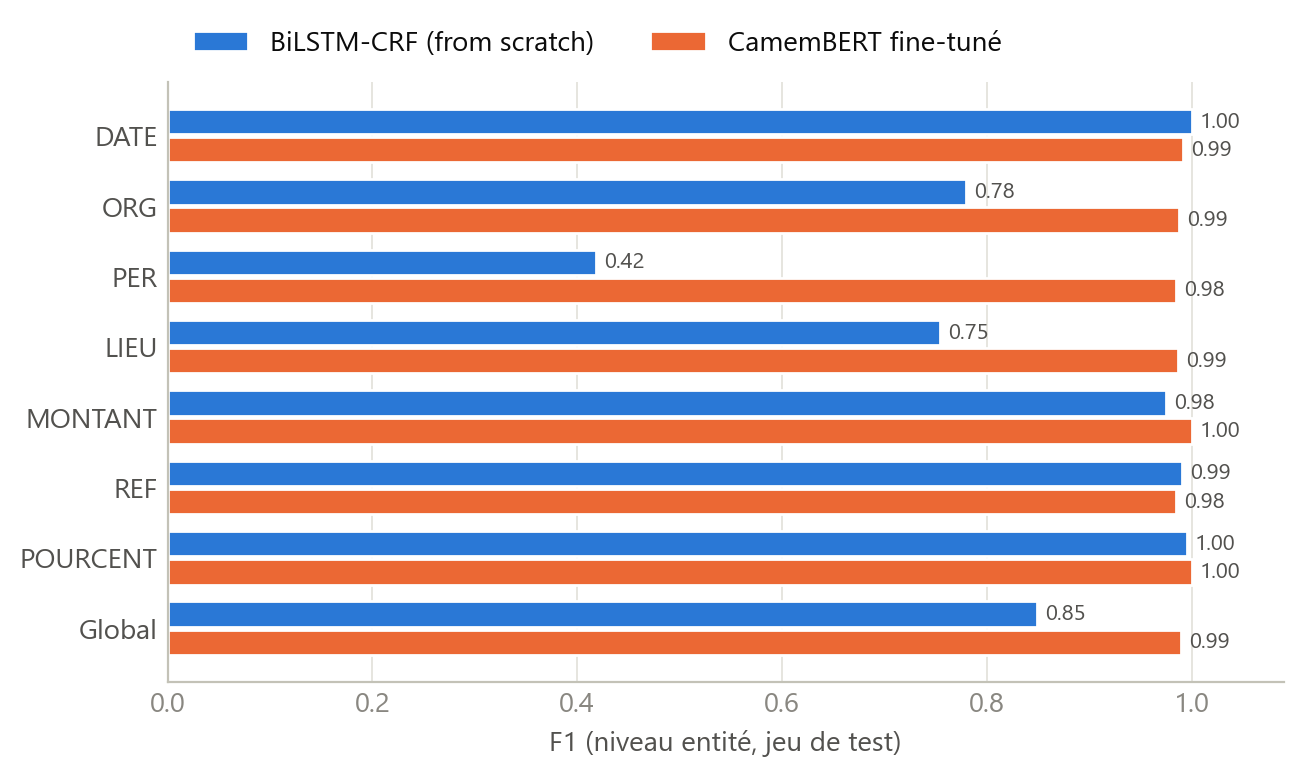 BiLSTM-CRF (from scratch) CamemBERT fine-tuné
DATE 1.00
0.99
ORG 0.78
0.99
PER 0.42
0.98
LIEU 0.75
0.99
MONTANT 0.98
1.00
REF 0.99
0.98
POURCENT 1.00
1.00
Global 0.85
0.99
0.0 0.2 0.4 0.6 0.8 1.0
F1 (niveau entité, jeu de test)